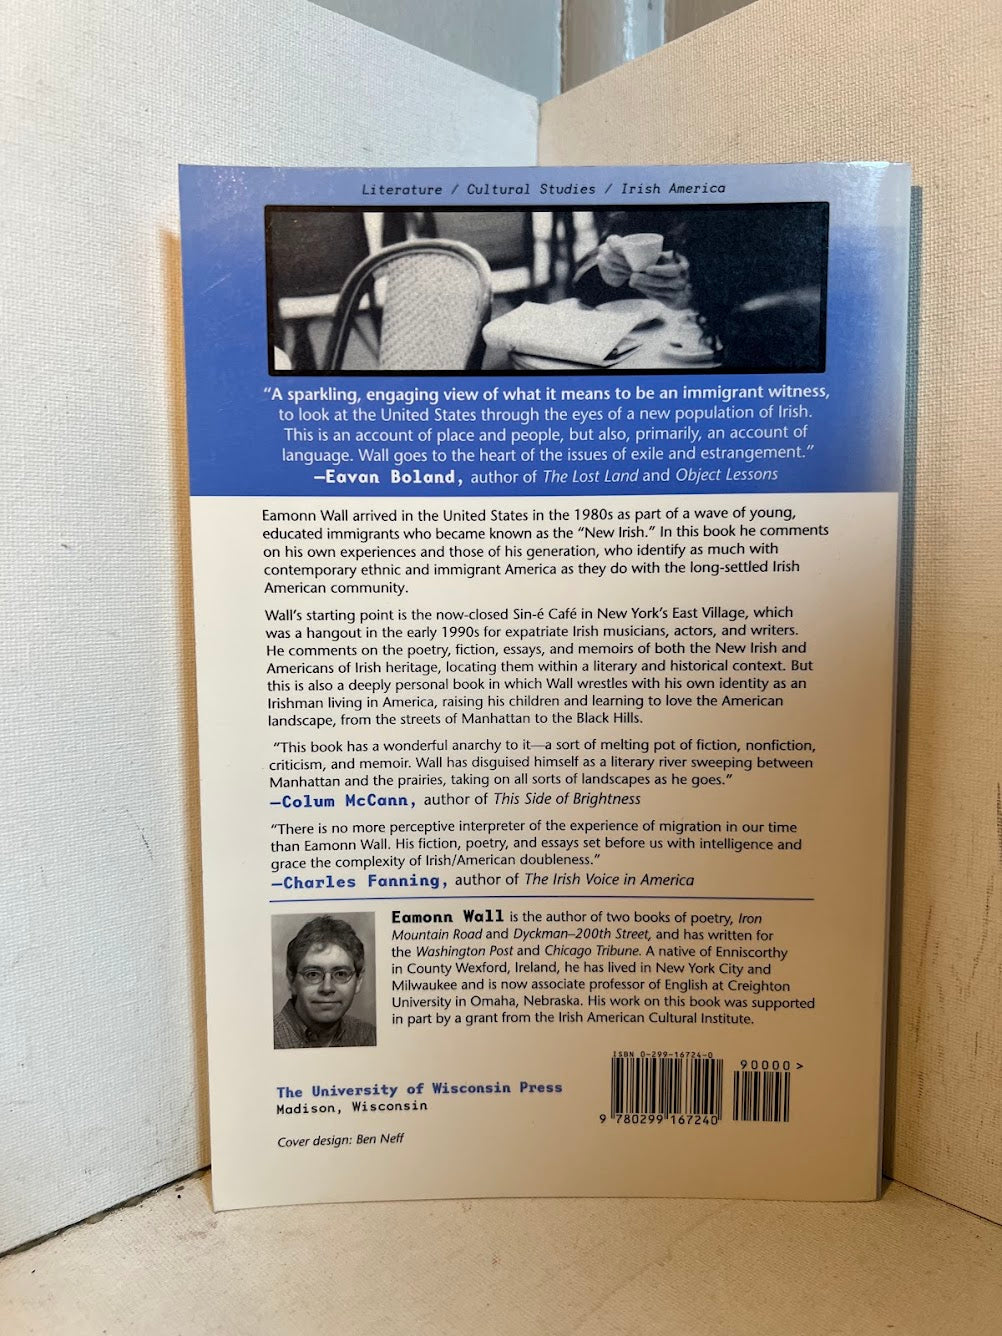 Literature / Cultural Studies / Irish America
“A sparkling, engaging view of what it means to be an immigrant witness,
to look at the United States through the eyes of a new population of Irish.
This is an account of place and people, but also, primarily, an account of
language. Wall goes to the heart of the issues of exile and estrangement.”
—Eavan Boland, author of The Lost Land and Object Lessons
Eamonn Wall arrived in the United States in the 1980s as part of a wave of young,
educated immigrants who became known as the “New Irish.” In this book he comments
on his own experiences and those of his generation, who identify as much with
contemporary ethnic and immigrant America as they do with the long-settled Irish
American community.
Wall’s starting point is the now-closed Sin-é Café in New York’s East Village, which
was a hangout in the early 1990s for expatriate Irish musicians, actors, and writers.
He comments on the poetry, fiction, essays, and memoirs of both the New Irish and
Americans of Irish heritage, locating them within a literary and historical context. But
this is also a deeply personal book in which Wall wrestles with his own identity as an
Irishman living in America, raising his children and learning to love the American
landscape, from the streets of Manhattan to the Black Hills.
“This book has a wonderful anarchy to it—a sort of melting pot of fiction, nonfiction,
criticism, and memoir. Wall has disguised himself as a literary river sweeping between
Manhattan and the prairies, taking on all sorts of landscapes as he goes.”
—Colum McCann, author of This Side of Brightness
“There is no more perceptive interpreter of the experience of migration in our time
than Eamonn Wall. His fiction, poetry, and essays set before us with intelligence and
grace the complexity of Irish/American doubleness.”
—Charles Fanning, author of The Irish Voice in America
Eamonn Wall is the author of two books of poetry, Iron
Mountain Road and Dyckman–200th Street, and has written for
the Washington Post and Chicago Tribune. A native of Enniscorthy
in County Wexford, Ireland, he has lived in New York City and
Milwaukee and is now associate professor of English at Creighton
University in Omaha, Nebraska. His work on this book was supported
in part by a grant from the Irish American Cultural Institute.
ISBN 0-299-16724-0
90000>
9 780299 167240
The University of Wisconsin Press
Madison, Wisconsin
Cover design: Ben Neff